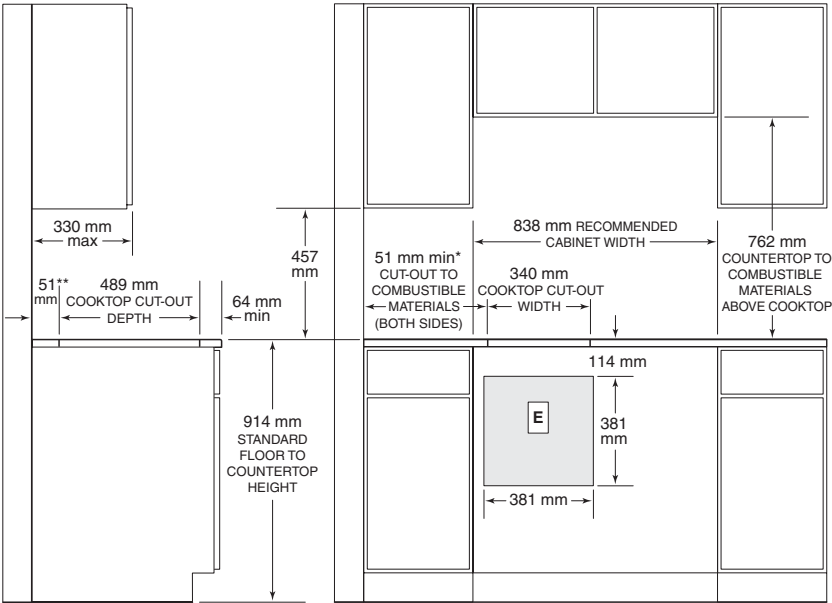 330 mm
max
51**
mm
489 mm
COOKTOP CUT-OUT
DEPTH
457
mm
64 mm
min
914 mm
STANDARD
FLOOR TO
COUNTERTOP
HEIGHT
838 mm RECOMMENDED
CABINET WIDTH
51 mm min*
CUT-OUT TO
COMBUSTIBLE
MATERIALS
(BOTH SIDES)
340 mm
COOKTOP CUT-OUT
WIDTH
762 mm
COUNTERTOP TO
COMBUSTIBLE
MATERIALS
ABOVE COOKTOP
114 mm
E
381
mm
381 mm